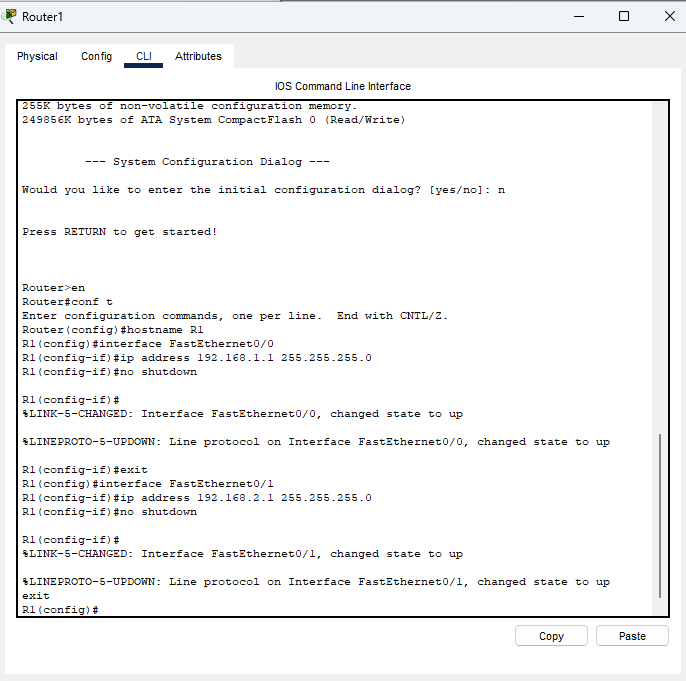 Router1
Physical Config CLI Attributes
IOS Command Line Interface
255K bytes of non-volatile configuration memory.
249856K bytes of ATA System CompactFlash 0 (Read/Write)
--- System Configuration Dialog ---
Would you like to enter the initial configuration dialog? [yes/no]: n
Press RETURN to get started!
Router>en
Router#conf t
Enter configuration commands, one per line.  End with CNTL/Z.
Router(config)#hostname R1
R1(config)#interface FastEthernet0/0
R1(config-if)#ip address 192.168.1.1 255.255.255.0
R1(config-if)#no shutdown
R1(config-if)#
%LINK-5-CHANGED: Interface FastEthernet0/0, changed state to up
%LINEPROTO-5-UPDOWN: Line protocol on Interface FastEthernet0/0, changed state to up
R1(config-if)#exit
R1(config)#interface FastEthernet0/1
R1(config-if)#ip address 192.168.2.1 255.255.255.0
R1(config-if)#no shutdown
R1(config-if)#
%LINK-5-CHANGED: Interface FastEthernet0/1, changed state to up
%LINEPROTO-5-UPDOWN: Line protocol on Interface FastEthernet0/1, changed state to up
exit
R1(config)#
Copy Paste